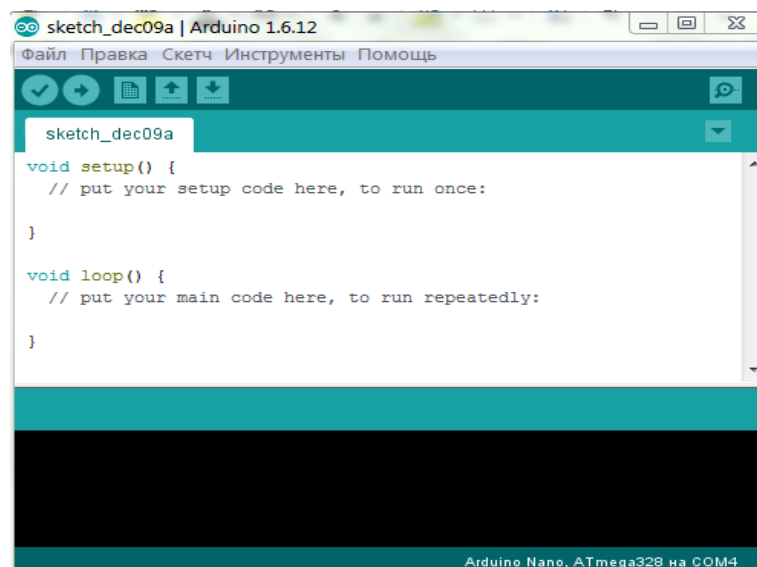 sketch_dec09a | Arduino 1.6.12
Файл Правка Скетч Инструменты Помощь
sketch_dec09a
void setup() {
  // put your setup code here, to run once:
}
void loop() {
  // put your main code here, to run repeatedly:
}
Arduino Nano, ATmega328 на COM4